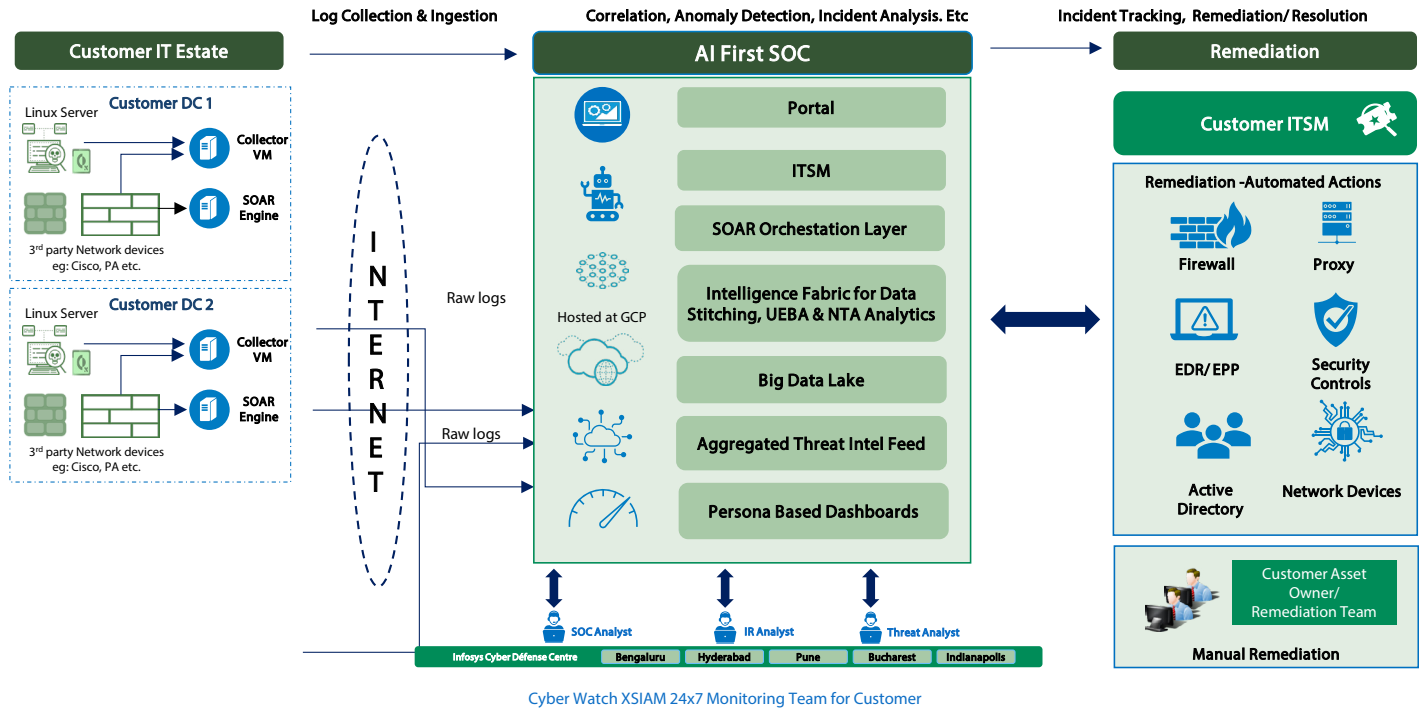 Log Collection & Ingestion
Correlation, Anomaly Detection, Incident Analysis. Etc
Incident Tracking, Remediation/ Resolution
Customer IT Estate
AI First SOC
Remediation
Customer DC 1
Linux Server
Collector
VM
SOAR
Engine
3rd party Network devices
eg: Cisco, PA etc.
Customer DC 2
Linux Server
Collector
VM
SOAR
Engine
3rd party Network devices
eg: Cisco, PA etc.
I
N
T
E
R
N
E
T
Raw logs
Raw logs
Hosted at GCP
Portal
ITSM
SOAR Orchestation Layer
Intelligence Fabric for Data
Stitching, UEBA & NTA Analytics
Big Data Lake
Aggregated Threat Intel Feed
Persona Based Dashboards
Customer ITSM
Remediation -Automated Actions
Firewall
Proxy
EDR/ EPP
Security
Controls
Active
Directory
Network Devices
Customer Asset
Owner/
Remediation Team
Manual Remediation
SOC Analyst
IR Analyst
Threat Analyst
Infosys Cyber Défense Centre
Bengaluru
Hyderabad
Pune
Bucharest
Indianapolis
Cyber Watch XSIAM 24x7 Monitoring Team for Customer